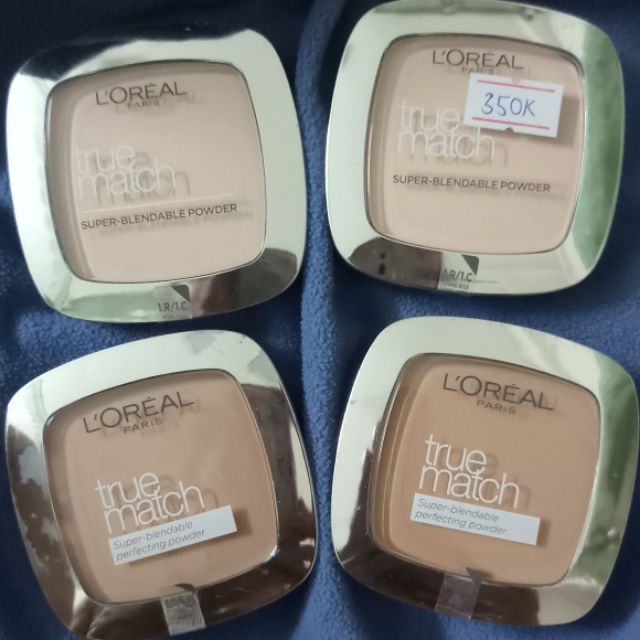 L'ORÉAL
PARIS
true
match
SUPER-BLENDABLE POWDER
1.R/1.C
L'ORÉAL
350K
true
match
SUPER-BLENDABLE POWDER
1.R/1.C
L'ORÉAL
PARIS
true
match
Super-blendable
perfecting powder
L'ORÉAL
PARIS
true
match
Super-blendable
perfecting powder